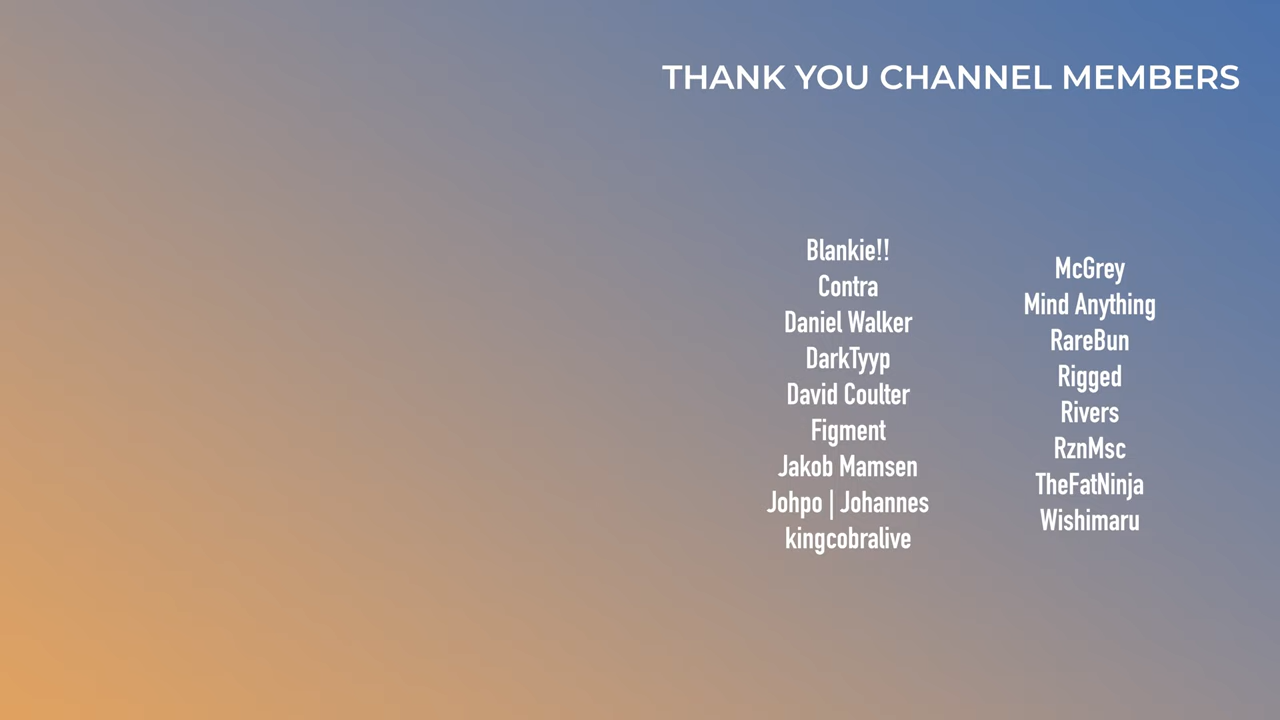 THANK YOU CHANNEL MEMBERS
Blankie!!
Contra
Daniel Walker
DarkTyyp
David Coulter
Figment
Jakob Mamsen
Johpo | Johannes
kingcobralive
McGrey
Mind Anything
RareBun
Rigged
Rivers
RznMsc
TheFatNinja
Wishimaru